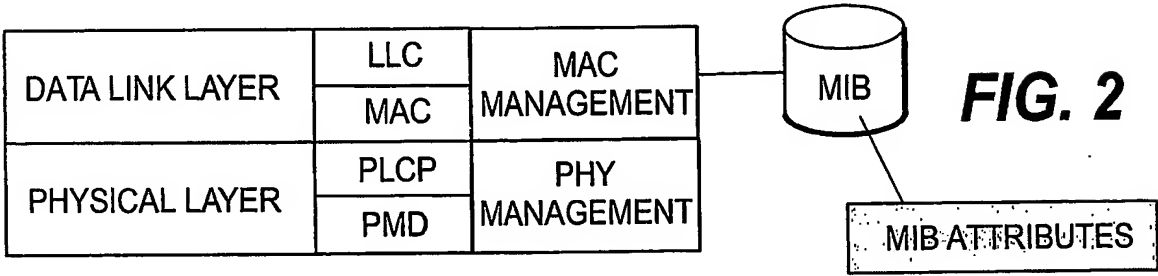 DATA LINK LAYER
LLC
MAC
MAC
MANAGEMENT
PHYSICAL LAYER
PLCP
PMD
PHY
MANAGEMENT
MIB
MIB ATTRIBUTES
FIG. 2